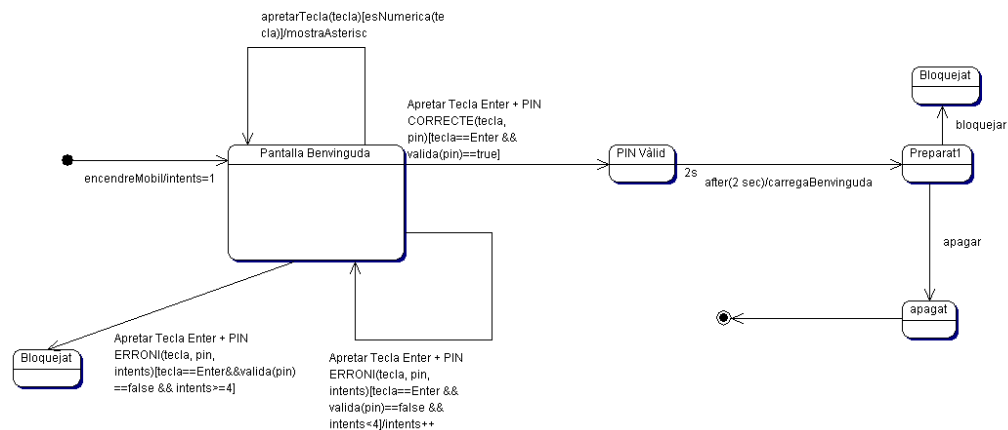 apretarTecla(tecla)[esNumerica(te
cla)]/mostraAsterisc
Bloquejat
bloquejar
Apretar Tecla Enter + PIN
CORRECTE(tecla,
pin)[tecla==Enter &&
valida(pin)==true]
Pantalla Benvinguda
PIN Vàlid
Preparat1
encendreMobil/intents=1
2s
after(2 sec)/carregaBenvinguda
apagar
apagat
Bloquejat
Apretar Tecla Enter + PIN
ERRONI(tecla, pin,
intents)[tecla==Enter&&valida(pin)
==false && intents>=4]
Apretar Tecla Enter + PIN
ERRONI(tecla, pin,
intents)[tecla==Enter &&
valida(pin)==false &&
intents<4]/intents++